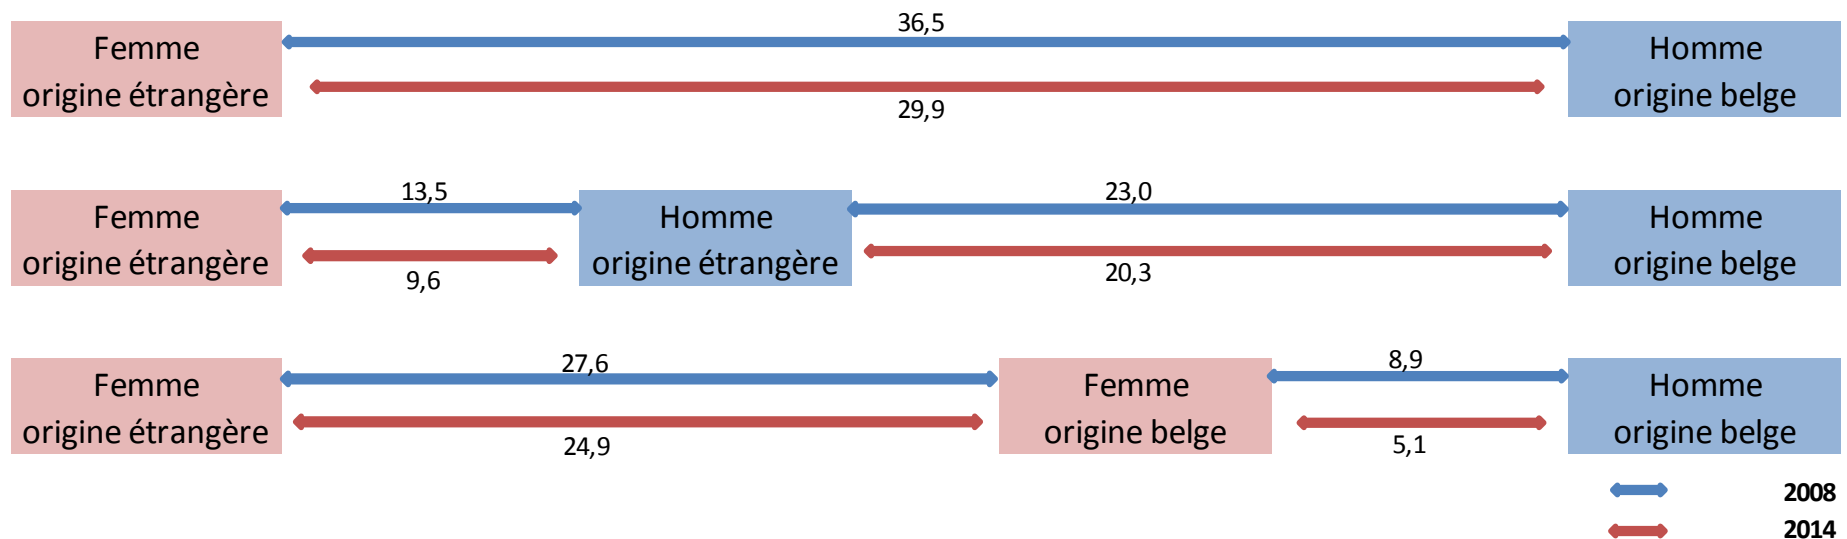 36,5
Femme
origine étrangère
Homme
origine belge
29,9
13,5
23,0
Femme
origine étrangère
Homme
origine étrangère
Homme
origine belge
9,6
20,3
27,6
8,9
Femme
origine étrangère
Femme
origine belge
Homme
origine belge
24,9
5,1
2008
2014